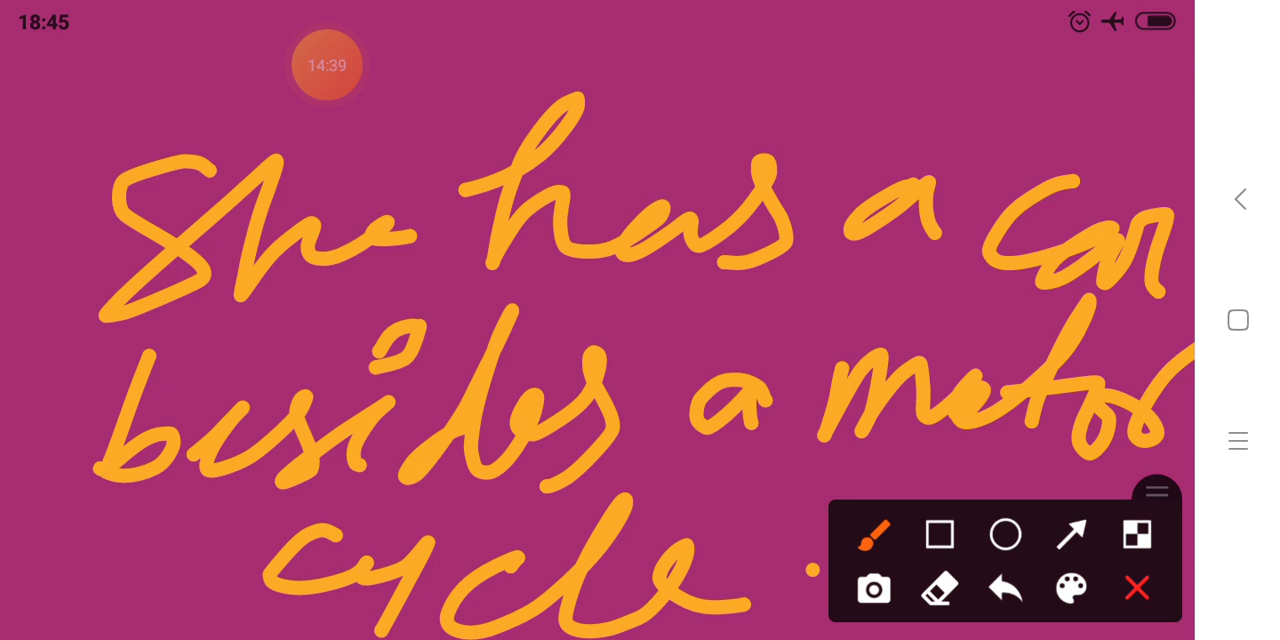 18:45
14:39
She has a car
besides a motor
cycle .